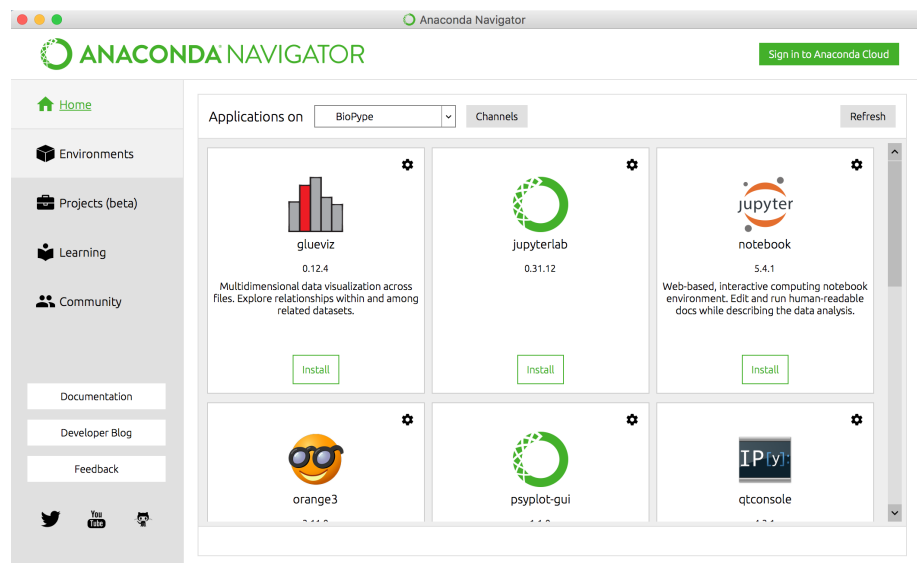 Anaconda Navigator
ANACONDA NAVIGATOR
Sign in to Anaconda Cloud
Home
Environments
Projects (beta)
Learning
Community
Documentation
Developer Blog
Feedback
You
Tube
Applications on
BioPype
Channels
Refresh
glueviz
0.12.4
Multidimensional data visualization across
files. Explore relationships within and among
related datasets.
Install
jupyterlab
0.31.12
Install
jupyter
notebook
5.4.1
Web-based, interactive computing notebook
environment. Edit and run human-readable
docs while describing the data analysis.
Install
orange3
psyplot-gui
IP[y]:
qtconsole